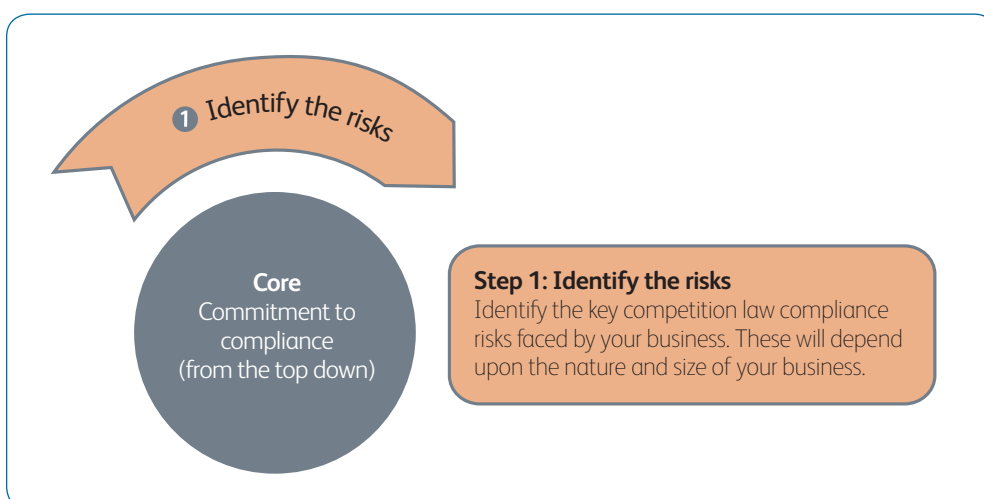 1 Identify the risks
Core
Commitment to
compliance
(from the top down)
Step 1: Identify the risks
Identify the key competition law compliance
risks faced by your business. These will depend
upon the nature and size of your business.